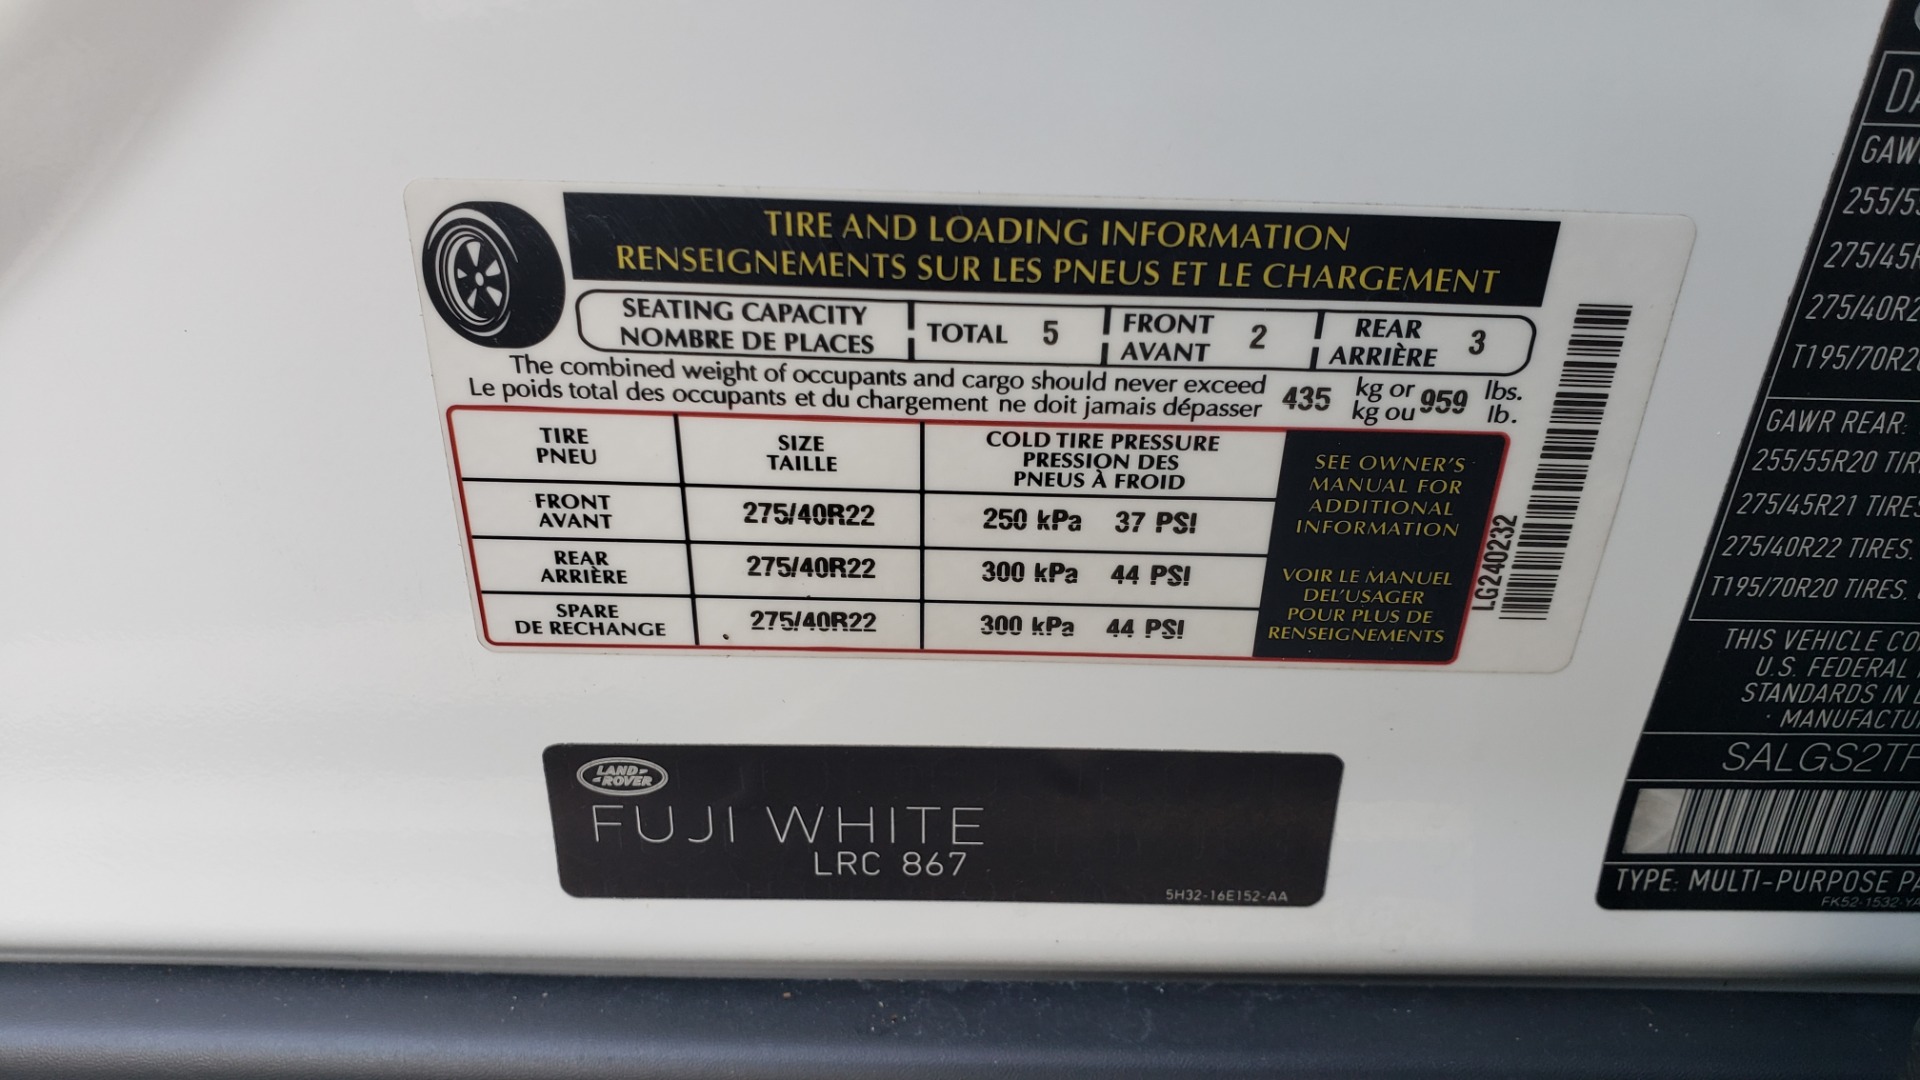 TIRE AND LOADING INFORMATION
RENSEIGNEMENTS SUR LES PNEUS ET LE CHARGEMENT
SEATING CAPACITY
NOMBRE DE PLACES
TOTAL 5
FRONT
AVANT
2
REAR
ARRIÈRE
3
The combined weight of occupants and cargo should never exceed 435 kg or 959 lbs.
Le poids total des occupants et du chargement ne doit jamais dépasser kg ou lb.
TIRE
PNEU
SIZE
TAILLE
COLD TIRE PRESSURE
PRESSION DES
PNEUS À FROID
FRONT
AVANT
275/40R22
250 kPa 37 PSI
REAR
ARRIÈRE
275/40R22
300 kPa 44 PSI
SPARE
DE RECHANGE
275/40R22
300 kPa 44 PSI
SEE OWNER'S
MANUAL FOR
ADDITIONAL
INFORMATION
VOIR LE MANUEL
DEL'USAGER
POUR PLUS DE
RENSEIGNEMENTS
LG240232
LAND-
-ROVER
FUJI WHITE
LRC 867
5H32-16E152-AA
GAWR REAR:
255/55R20
275/45R21 TIRES
275/40R22 TIRES.
T195/70R20 TIRES.
THIS VEHICLE
U.S. FEDERAL
STANDARDS IN
TYPE: MULTI-PURPOSE